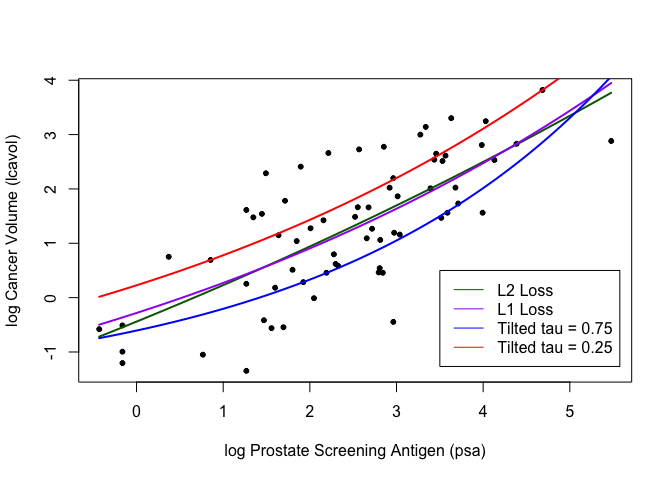 4
3
2
1
0
-1
log Cancer Volume (lcavol)
L2 Loss
L1 Loss
Tilted tau = 0.75
Tilted tau = 0.25
0 1 2 3 4 5
log Prostate Screening Antigen (psa)